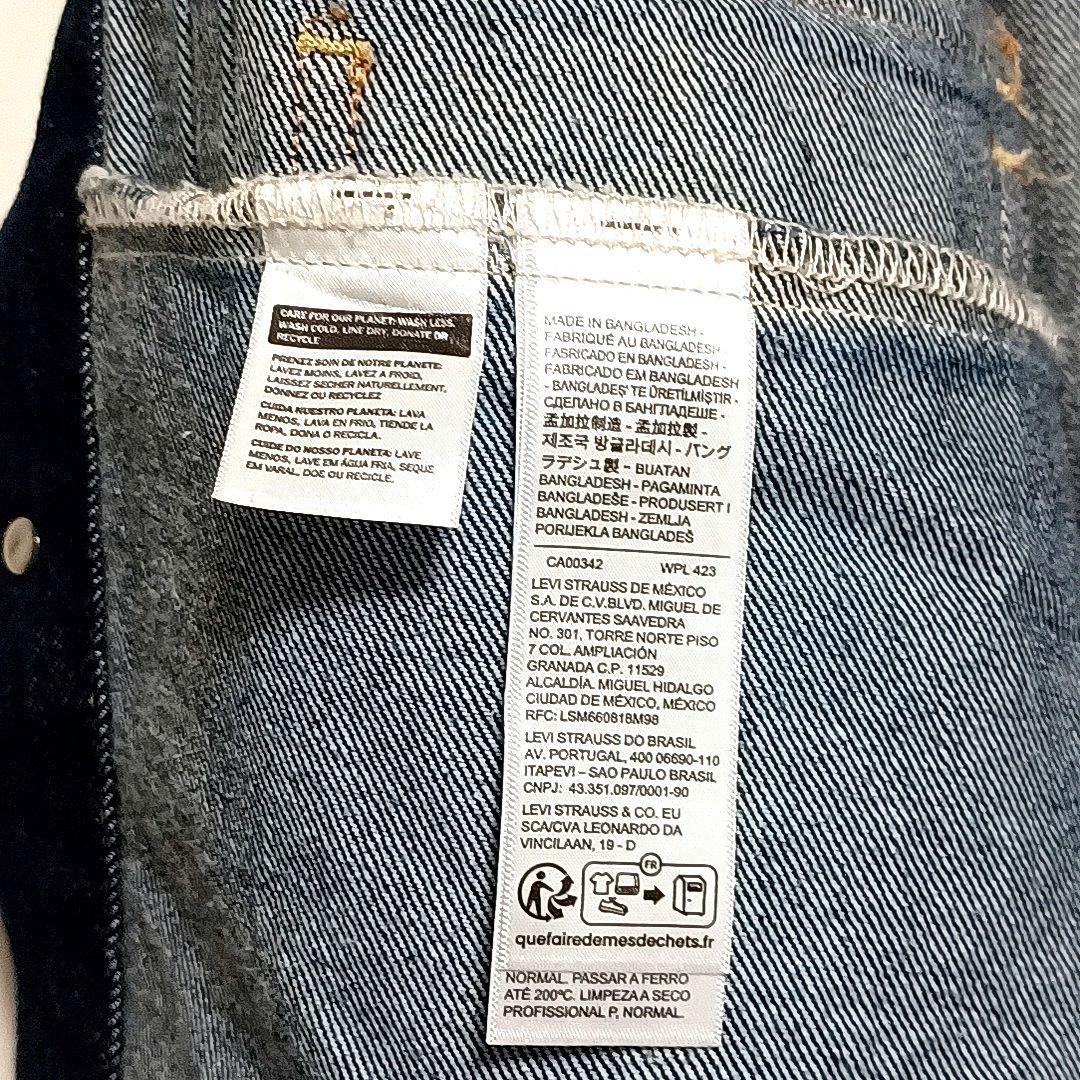 CARE FOR OUR PLANET: WASH LESS,
WASH COLD, LINE DRY, DONATE OR
RECYCLE
PRENEZ SOIN DE NOTRE PLANETE:
LAVEZ MOINS, LAVEZ A FROID,
LAISSEZ SECHER NATURELLEMENT,
DONNEZ OU RECYCLEZ
CUIDA NUESTRO PLANETA: LAVA
MENOS, LAVA EN FRIO, TIENDE LA
ROPA, DONA O RECICLA.
CUIDE DO NOSSO PLANETA: LAVE
MENOS, LAVE EM ÁGUA FRIA, SEQUE
EM VARAL, DOE OU RECICLE.
MADE IN BANGLADESH -
FABRIQUÉ AU BANGLADESH
FABRICADO EN BANGLADESH -
FABRICADO EM BANGLADESH
- BANGLADEŞ'TE ÜRETİLMİŞTİR -
СДЕЛАНО В БАНГЛАДЕШЕ -
孟加拉制造 - 孟加拉製 -
제조국 방글라데시 - バング
ラデシュ製 - BUATAN
BANGLADESH - PAGAMINTA
BANGLADEŠE - PRODUSERT I
BANGLADESH - ZEMLJA
PORIJEKLA BANGLADEŠ
CA00342 WPL 423
LEVI STRAUSS DE MÉXICO
S.A. DE C.V.BLVD. MIGUEL DE
CERVANTES SAAVEDRA
NO. 301, TORRE NORTE PISO
7 COL. AMPLIACIÓN
GRANADA C.P. 11529
ALCALDÍA. MIGUEL HIDALGO
CIUDAD DE MÉXICO, MÉXICO
RFC: LSM660818M98
LEVI STRAUSS DO BRASIL
AV. PORTUGAL, 400 06690-110
ITAPEVI – SAO PAULO BRASIL
CNPJ: 43.351.097/0001-90
LEVI STRAUSS & CO. EU
SCA/CVA LEONARDO DA
VINCILAAN, 19 - D
FR
quefairedemesdechets.fr
NORMAL. PASSAR A FERRO
ATÉ 200ºC. LIMPEZA A SECO
PROFISSIONAL P, NORMAL.